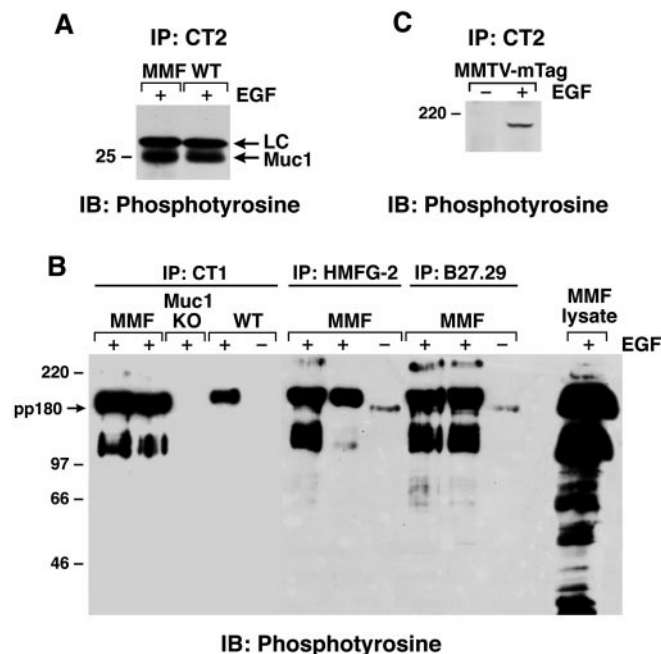 A
IP: CT2
MMF WT
+ + EGF
LC
25 – Muc1
IB: Phosphotyrosine
C
IP: CT2
MMTV-mTag
– + EGF
220 –
IB: Phosphotyrosine
B
IP: CT1 IP: HMFG-2 IP: B27.29
MMF Muc1 KO WT MMF MMF MMF lysate
+ + + + – + + – + + – + EGF
220 –
pp180
97 –
66 –
46 –
IB: Phosphotyrosine